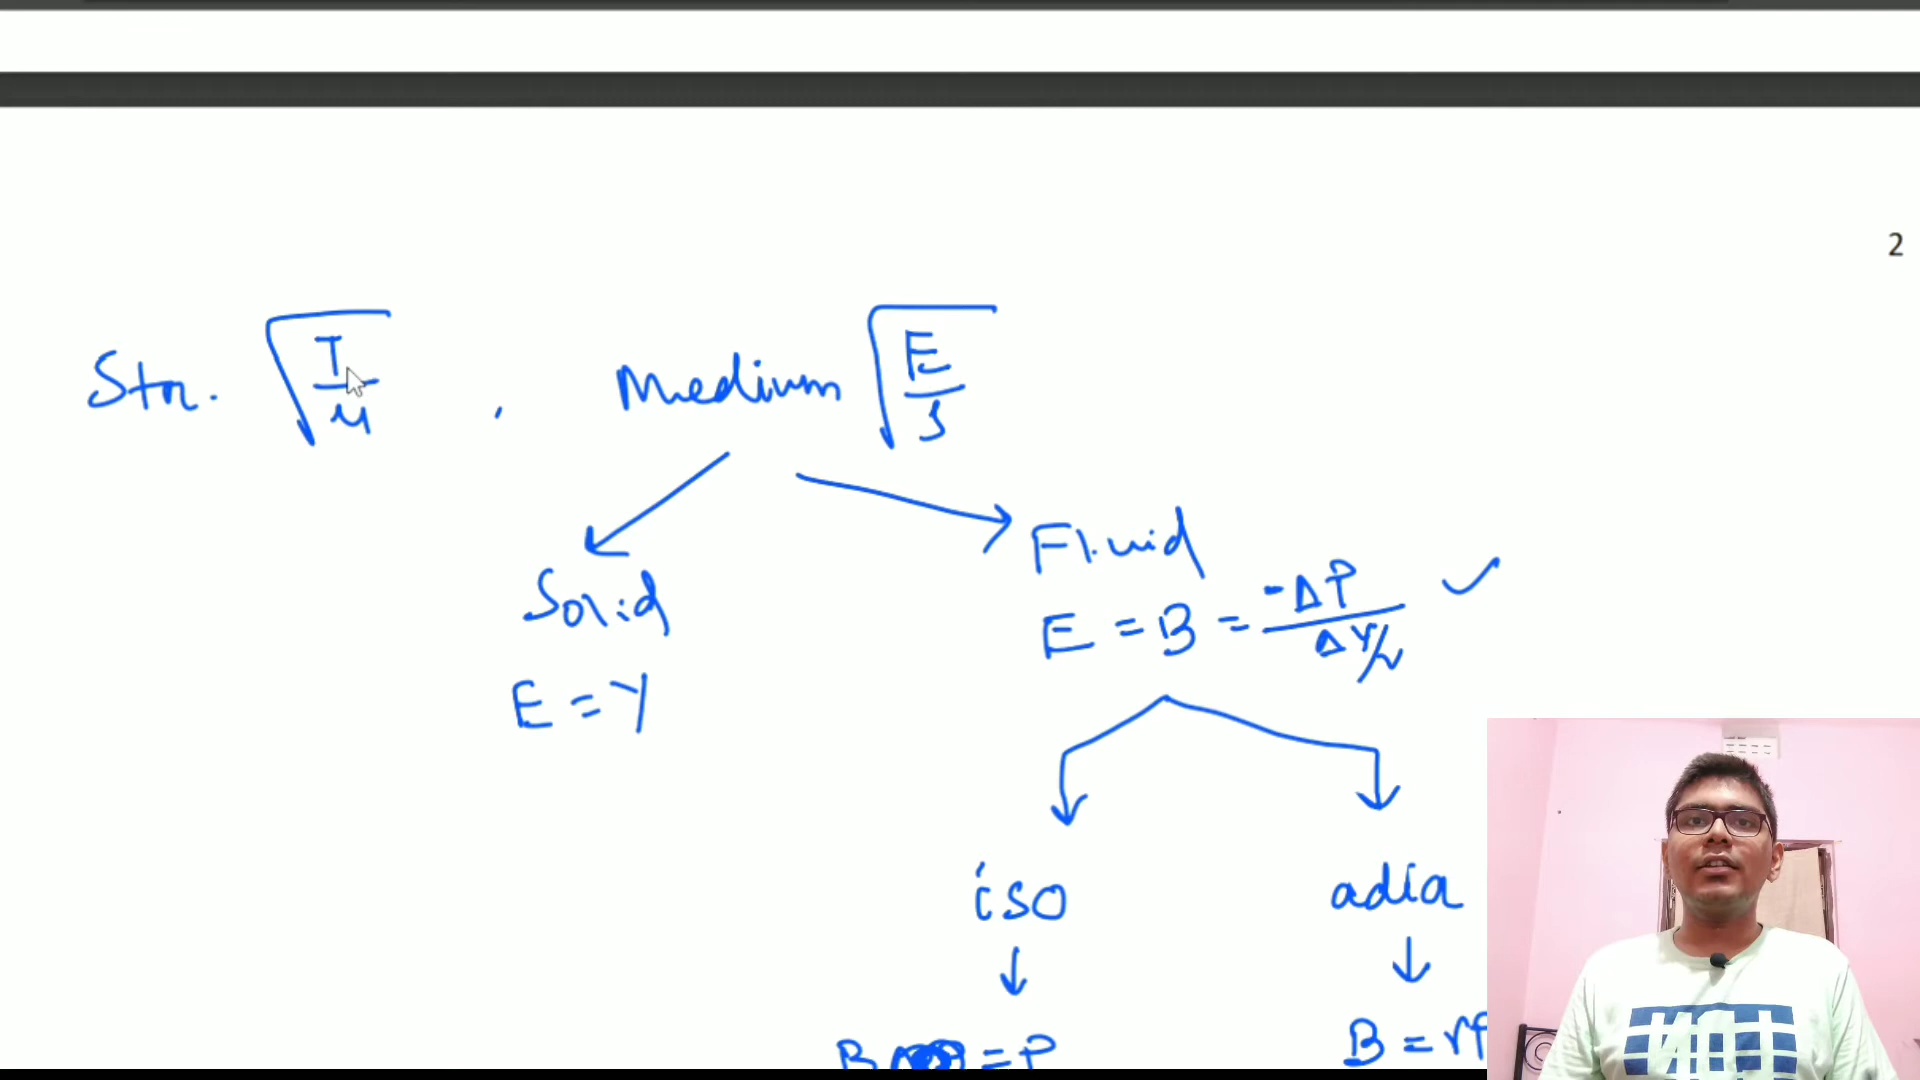 2
Str. √(T/μ) , Medium √(E/ρ)
Solid
E = Y
Fluid
E = B = -ΔP / ΔV/V ✓
iso
adia
B = P
B = γP